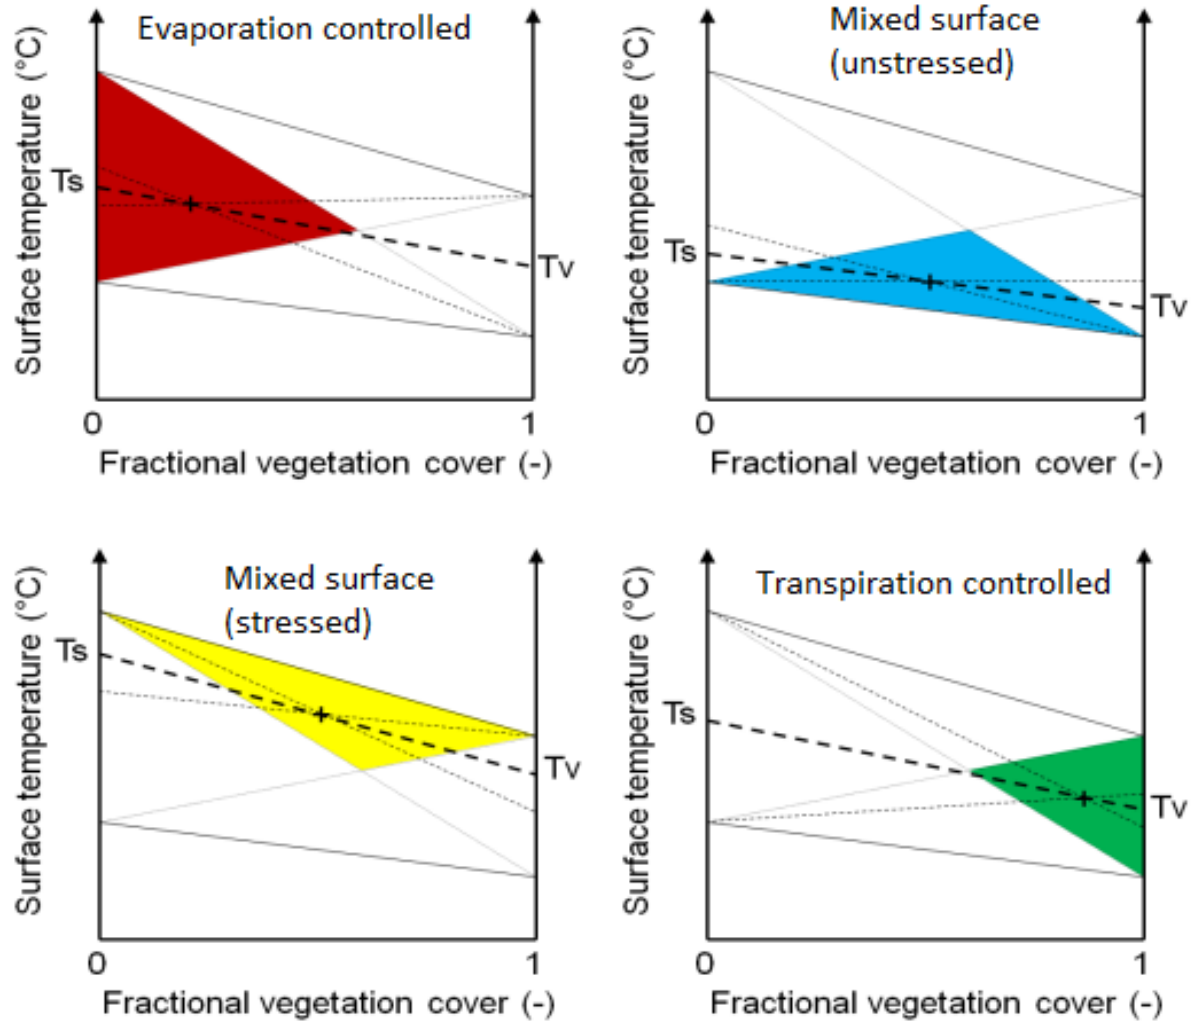 Evaporation controlled
Surface temperature (°C)
Ts
Tv
0
1
Fractional vegetation cover (-)
Mixed surface
(unstressed)
Surface temperature (°C)
Ts
Tv
0
1
Fractional vegetation cover (-)
Mixed surface
(stressed)
Surface temperature (°C)
Ts
Tv
0
1
Fractional vegetation cover (-)
Transpiration controlled
Surface temperature (°C)
Ts
Tv
0
1
Fractional vegetation cover (-)